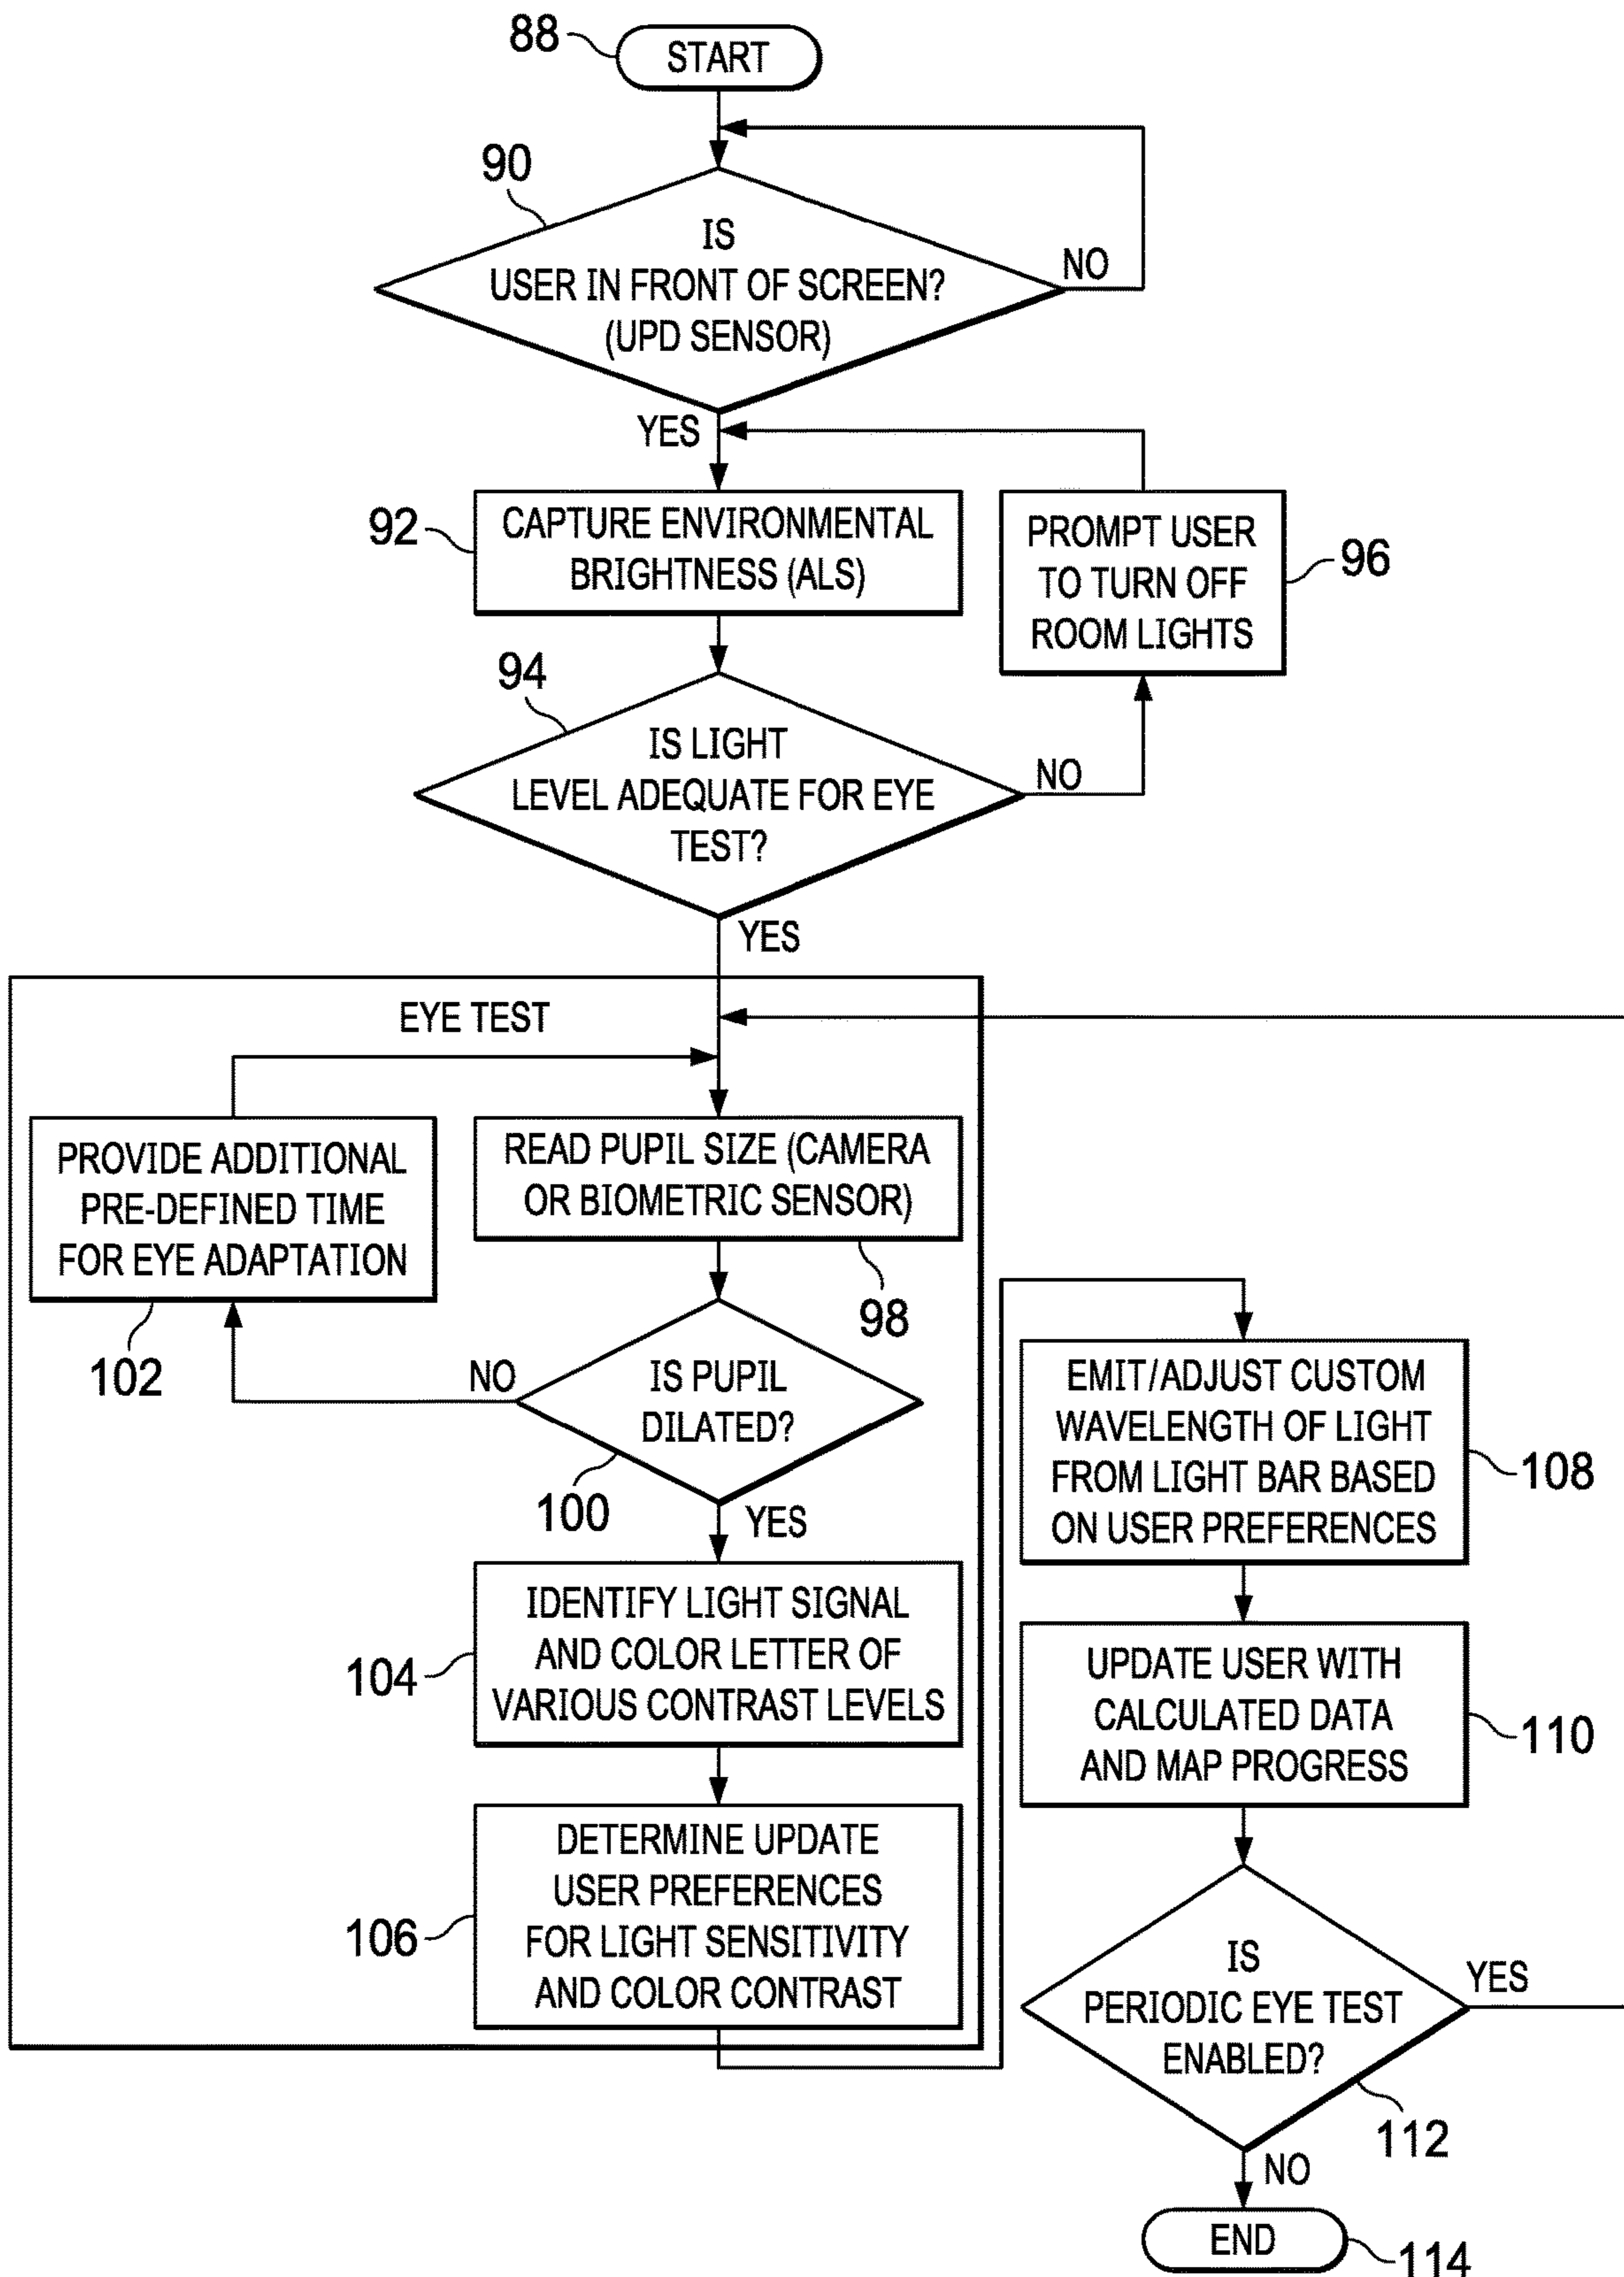 88
START
90
IS
USER IN FRONT OF SCREEN?
(UPD SENSOR)
NO
YES
92
CAPTURE ENVIRONMENTAL
BRIGHTNESS (ALS)
PROMPT USER
TO TURN OFF
ROOM LIGHTS
96
94
IS LIGHT
LEVEL ADEQUATE FOR EYE
TEST?
NO
YES
EYE TEST
PROVIDE ADDITIONAL
PRE-DEFINED TIME
FOR EYE ADAPTATION
102
READ PUPIL SIZE (CAMERA
OR BIOMETRIC SENSOR)
98
NO
IS PUPIL
DILATED?
100
YES
104
IDENTIFY LIGHT SIGNAL
AND COLOR LETTER OF
VARIOUS CONTRAST LEVELS
106
DETERMINE UPDATE
USER PREFERENCES
FOR LIGHT SENSITIVITY
AND COLOR CONTRAST
EMIT/ADJUST CUSTOM
WAVELENGTH OF LIGHT
FROM LIGHT BAR BASED
ON USER PREFERENCES
108
UPDATE USER WITH
CALCULATED DATA
AND MAP PROGRESS
110
IS
PERIODIC EYE TEST
ENABLED?
YES
112
NO
END
114